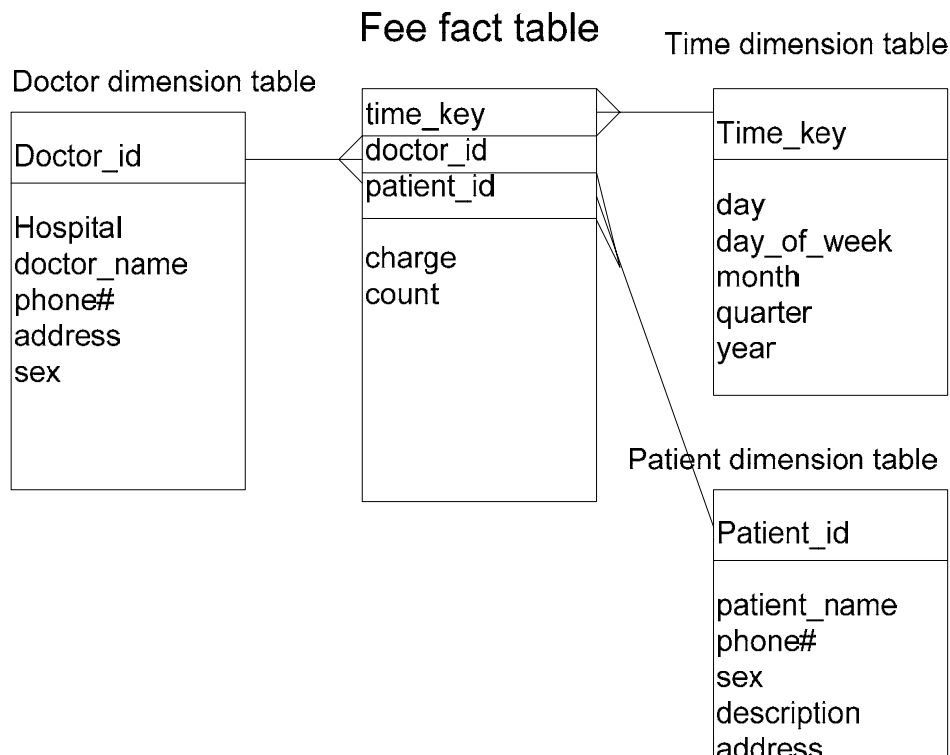 Fee fact table
Time dimension table
Doctor dimension table
Doctor_id
Hospital
doctor_name
phone#
address
sex
time_key
doctor_id
patient_id
charge
count
Time_key
day
day_of_week
month
quarter
year
Patient dimension table
Patient_id
patient_name
phone#
sex
description
address